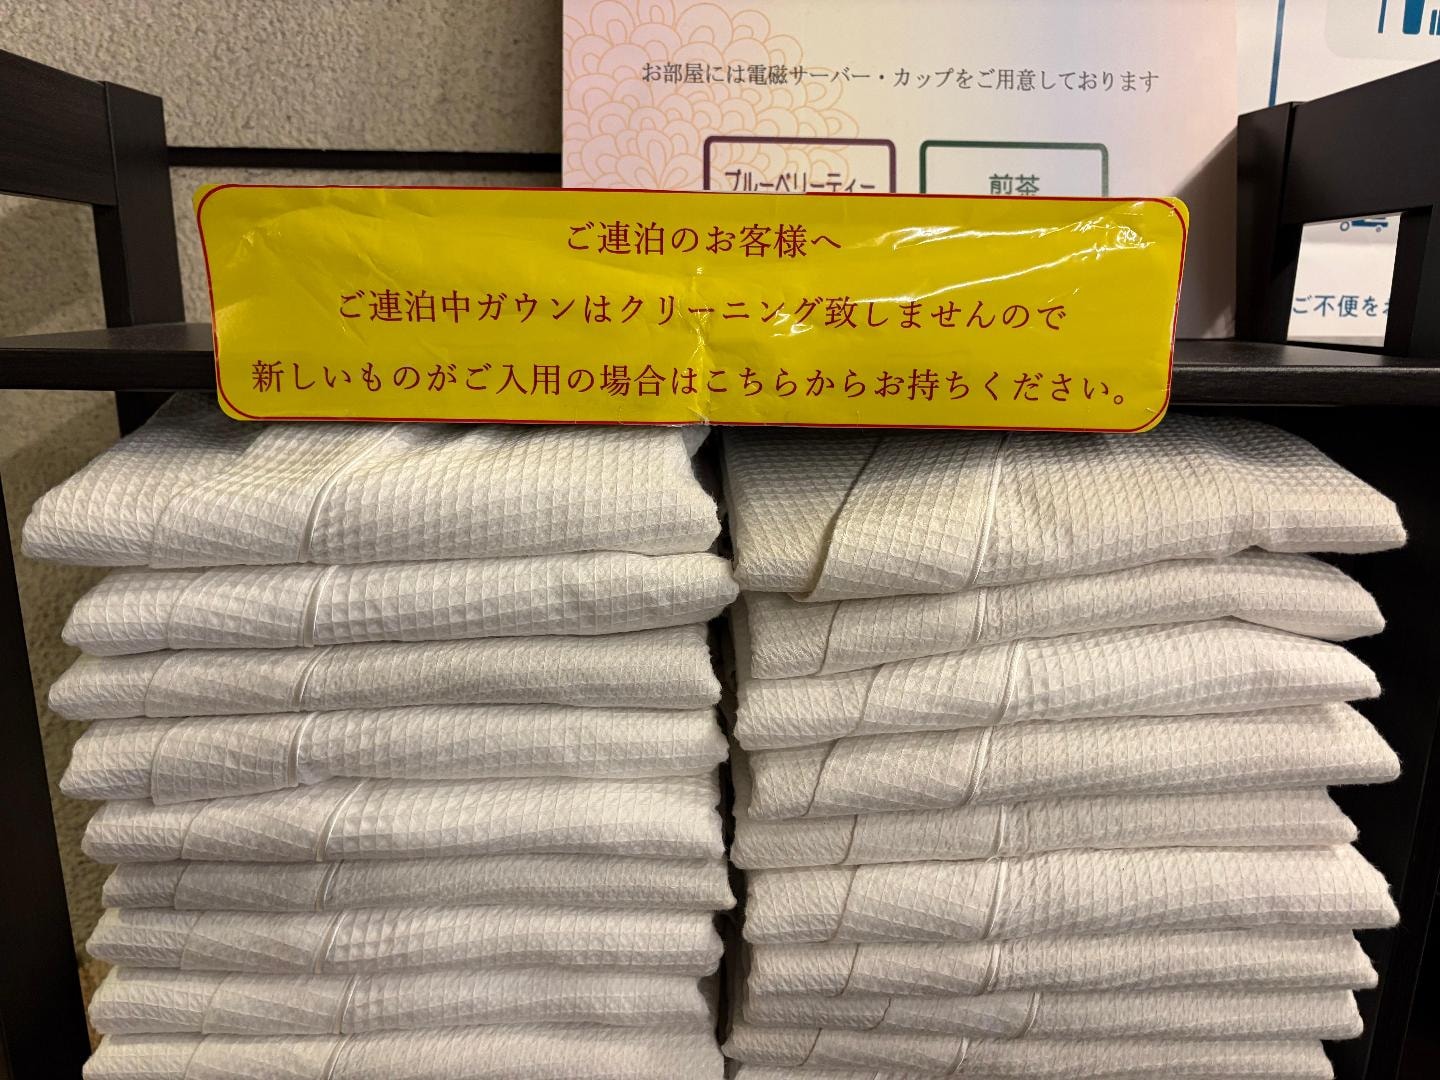 お部屋には電磁サーバー・カップをご用意しております
ブルーベリーティー
煎茶
ご連泊のお客様へ
ご連泊中ガウンはクリーニング致しませんので
新しいものがご入用の場合はこちらからお持ちください。
ご不便を